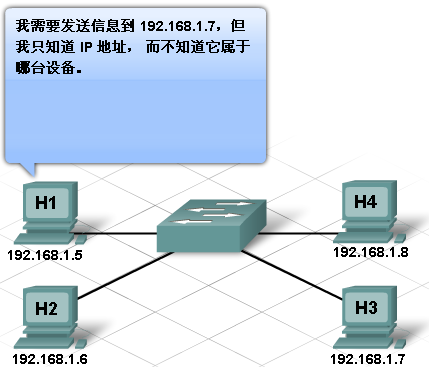 我需要发送信息到 192.168.1.7，但
我只知道 IP 地址， 而不知道它属于
哪台设备。
H1
192.168.1.5
H4
192.168.1.8
H2
192.168.1.6
H3
192.168.1.7